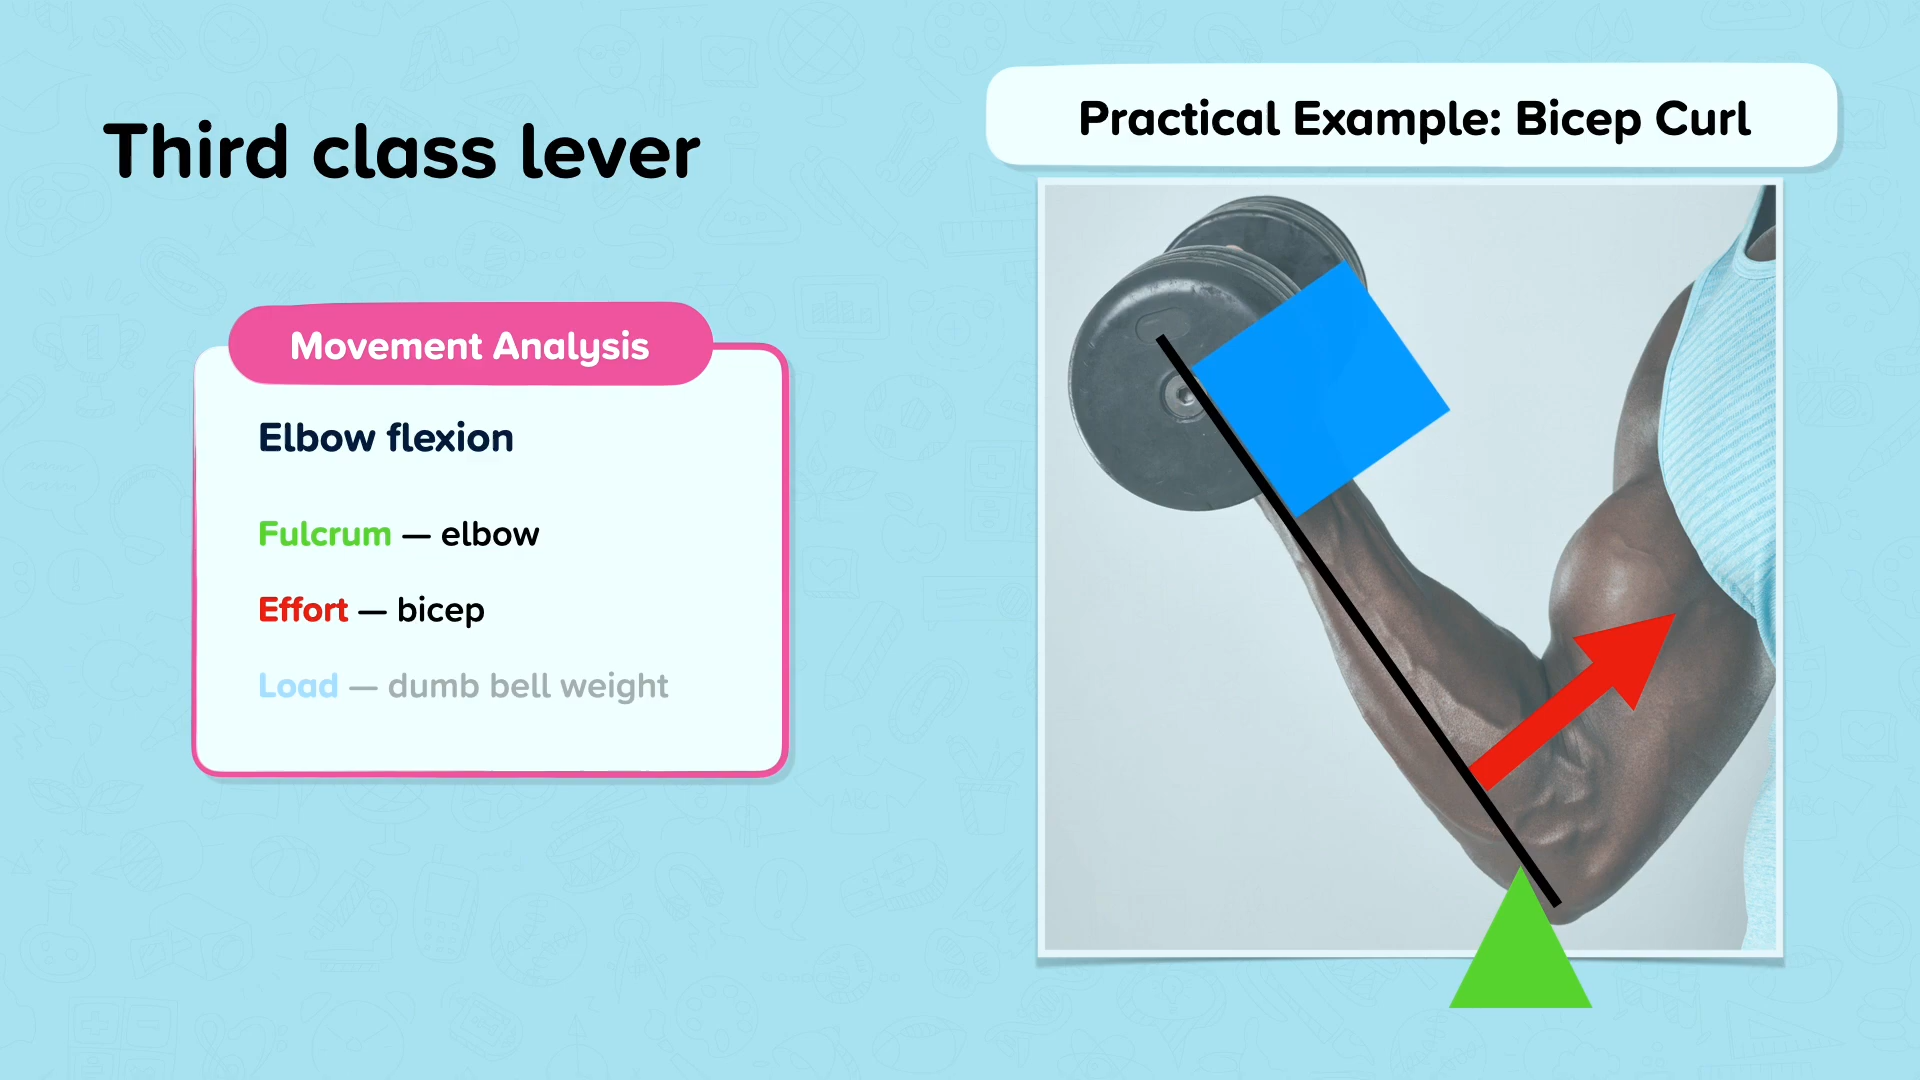 Third class lever
Practical Example: Bicep Curl
Movement Analysis
Elbow flexion
Fulcrum — elbow
Effort — bicep
Load — dumb bell weight